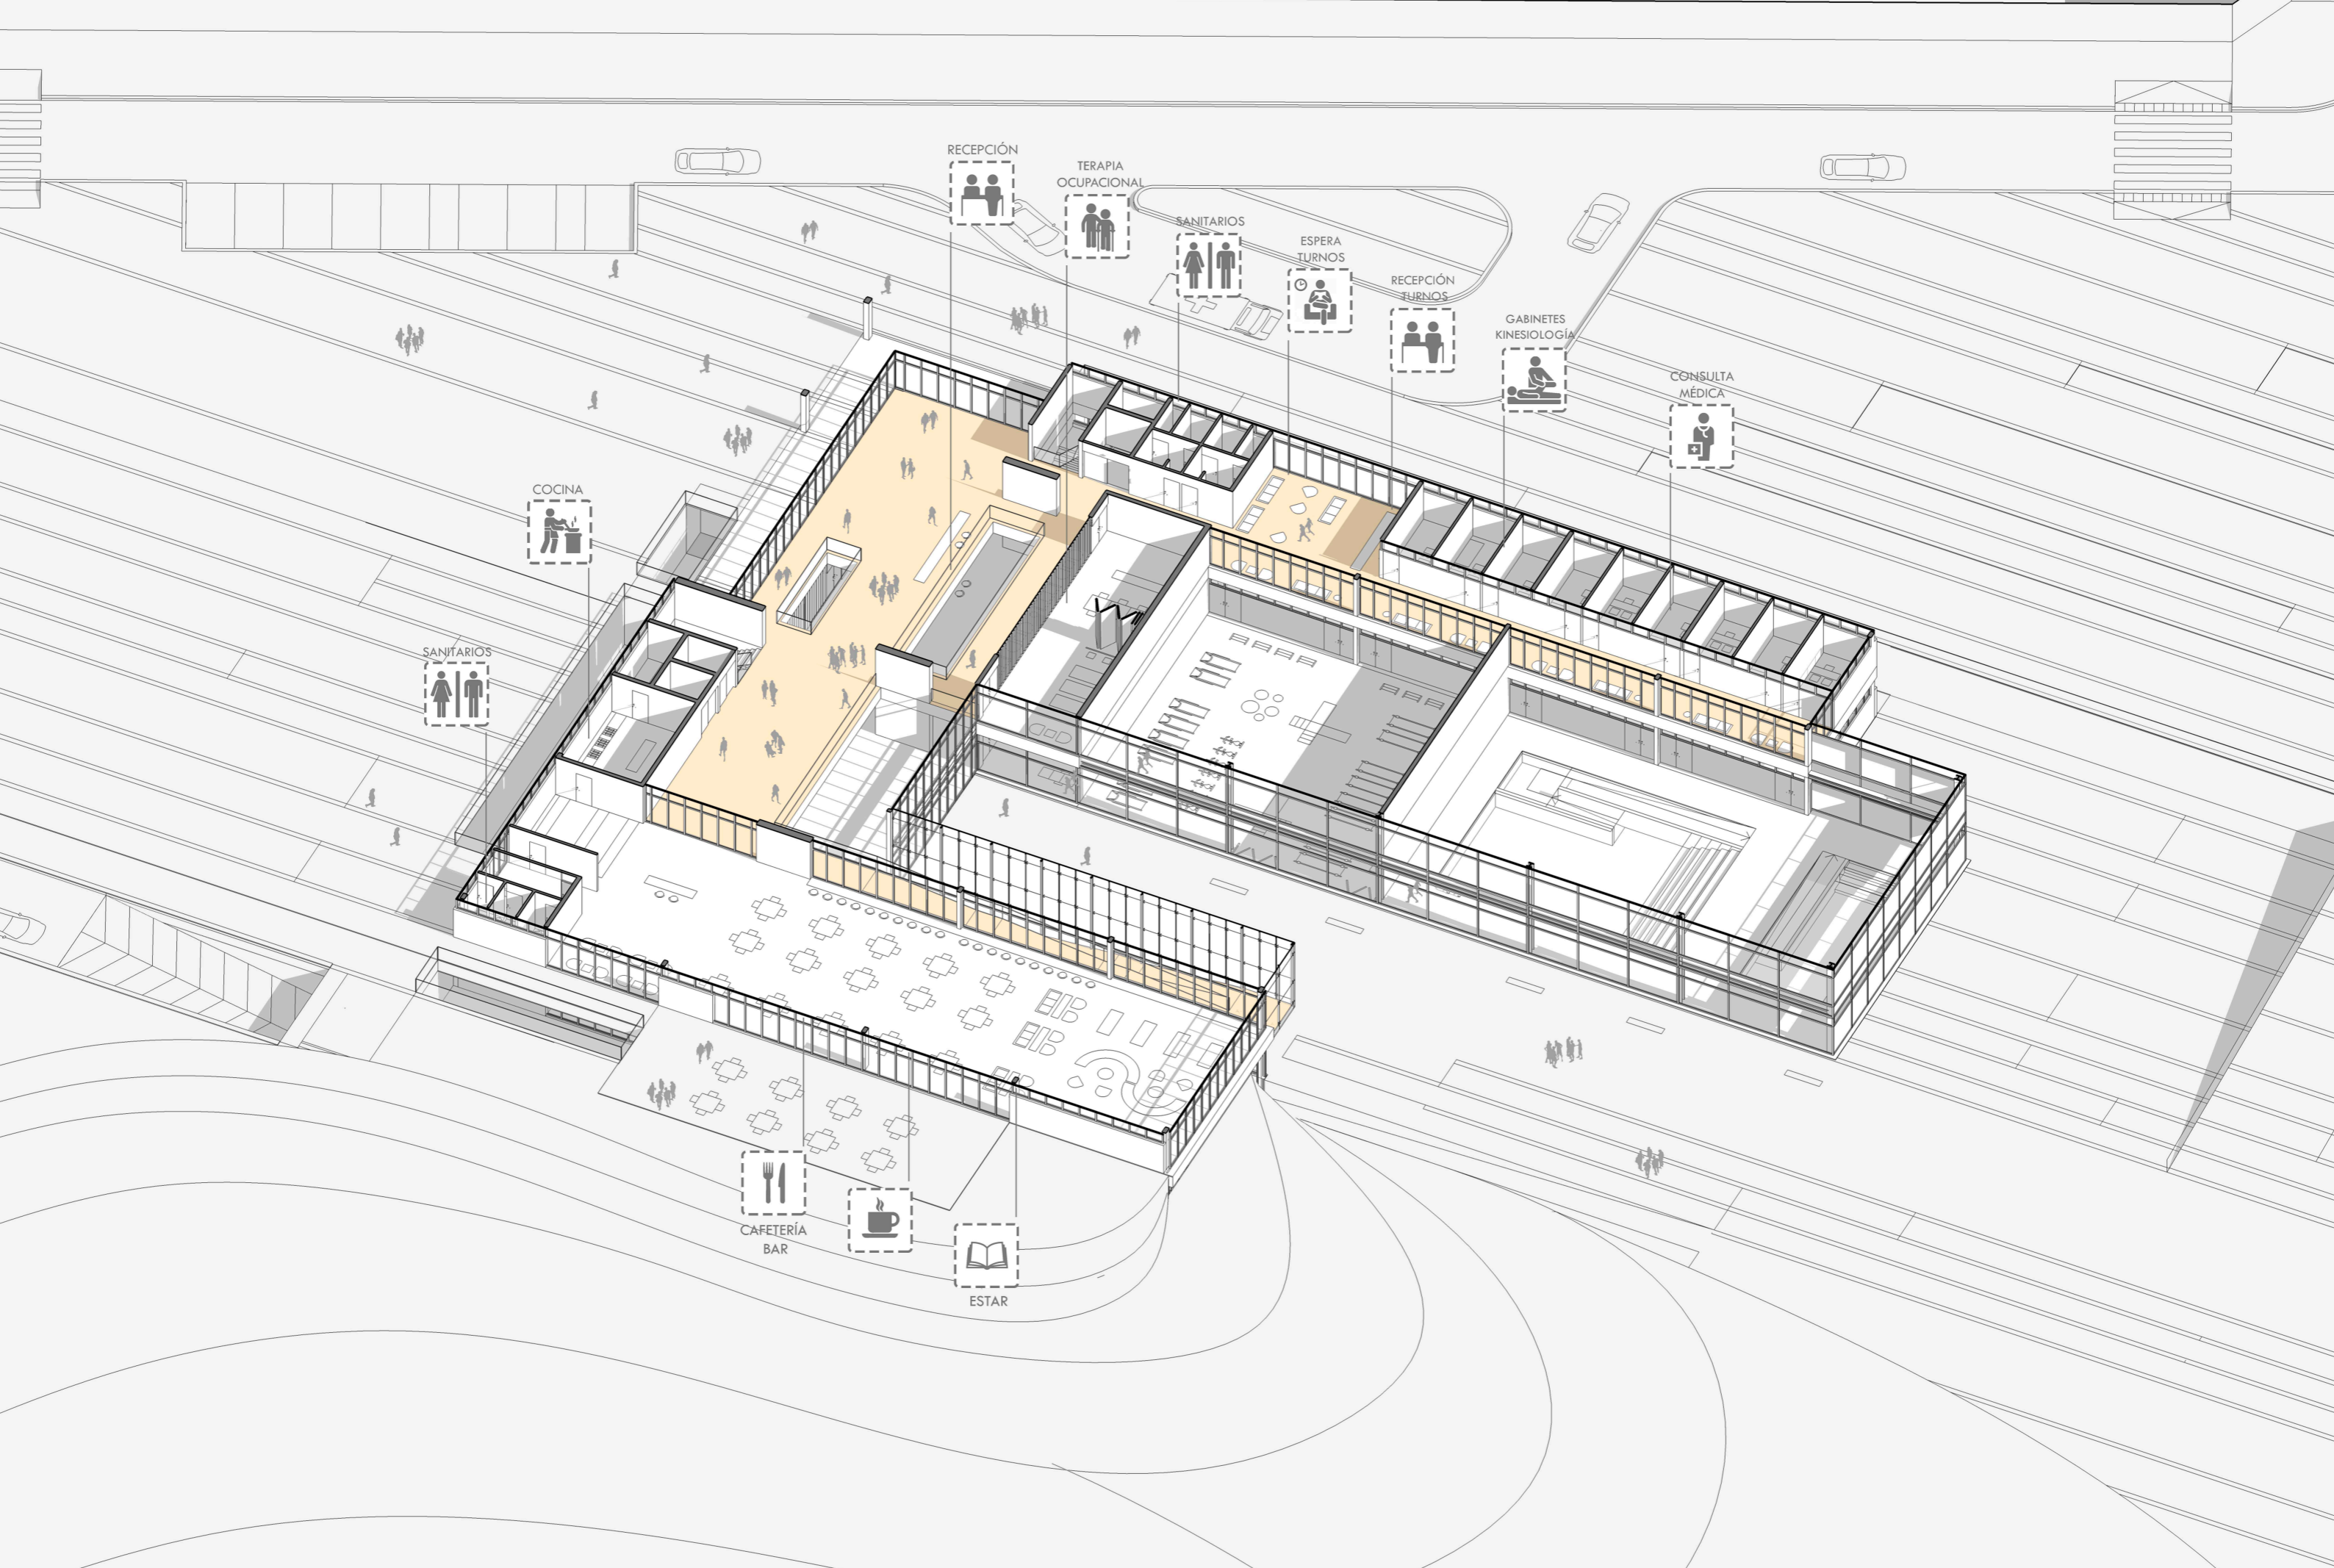 RECEPCIÓN
TERAPIA
OCUPACIONAL
SANITARIOS
ESPERA
TURNOS
RECEPCIÓN
TURNOS
GABINETES
KINESIOLOGÍA
CONSULTA
MÉDICA
COCINA
SANITARIOS
CAFETERÍA
BAR
ESTAR